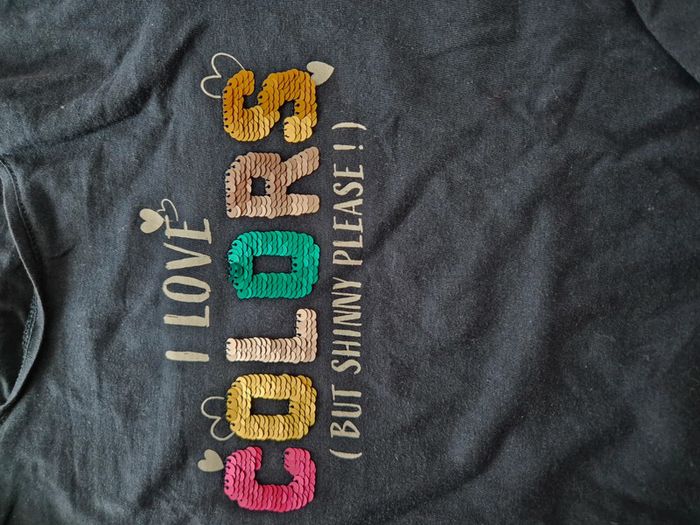 I LOVE
COLORS
( BUT SHINNY PLEASE ! )